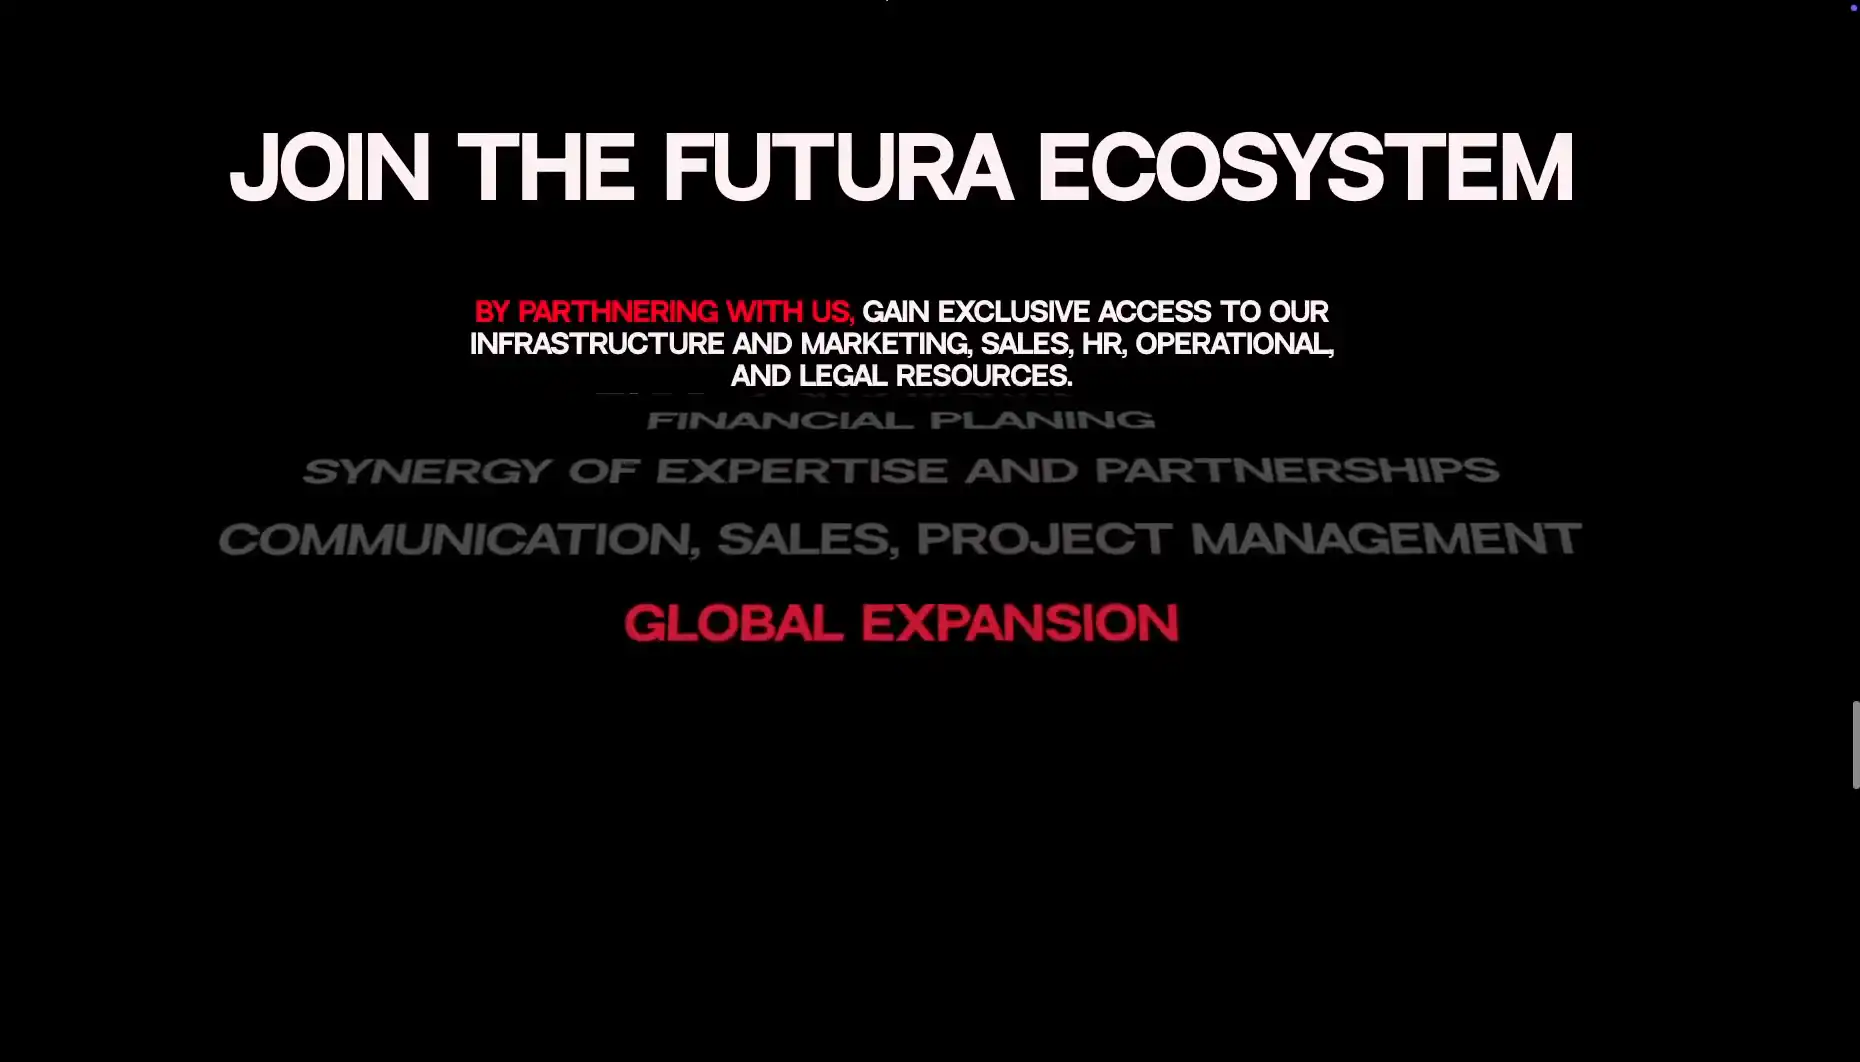 JOIN THE FUTURA ECOSYSTEM
BY PARTHNERING WITH US, GAIN EXCLUSIVE ACCESS TO OUR
INFRASTRUCTURE AND MARKETING, SALES, HR, OPERATIONAL,
AND LEGAL RESOURCES.
FINANCIAL PLANING
SYNERGY OF EXPERTISE AND PARTNERSHIPS
COMMUNICATION, SALES, PROJECT MANAGEMENT
GLOBAL EXPANSION